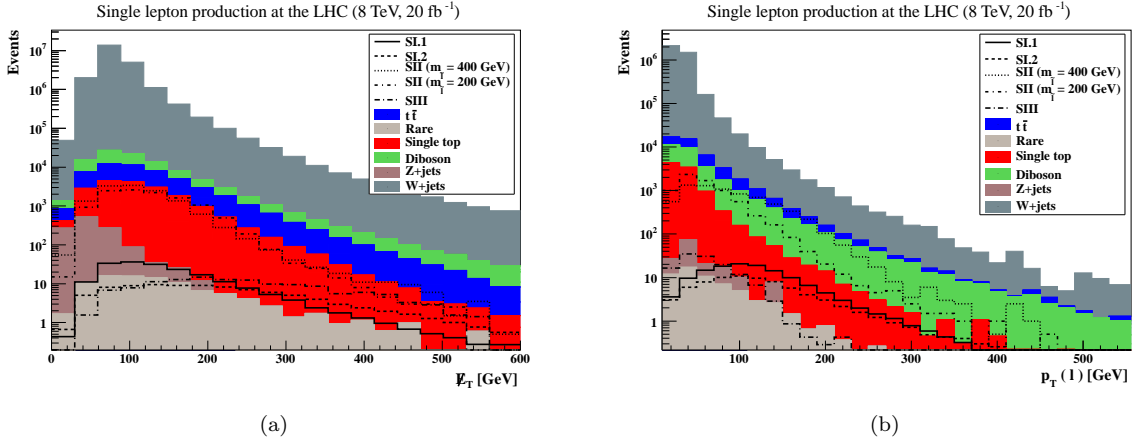 Single lepton production at the LHC (8 TeV, 20 fb⁻¹)
Events
10⁷
10⁶
10⁵
10⁴
10³
10²
10
1
SI.1
SI.2
SII (m_l̃ = 400 GeV)
SII (m_l̃ = 200 GeV)
SIII
t t̄
Rare
Single top
Diboson
Z+jets
W+jets
0 100 200 300 400 500 600
E̸_T [GeV]
(a)
Single lepton production at the LHC (8 TeV, 20 fb⁻¹)
Events
10⁶
10⁵
10⁴
10³
10²
10
1
SI.1
SI.2
SII (m_l̃ = 400 GeV)
SII (m_l̃ = 200 GeV)
SIII
t t̄
Rare
Single top
Diboson
Z+jets
W+jets
100 200 300 400 500
p_T ( l ) [GeV]
(b)